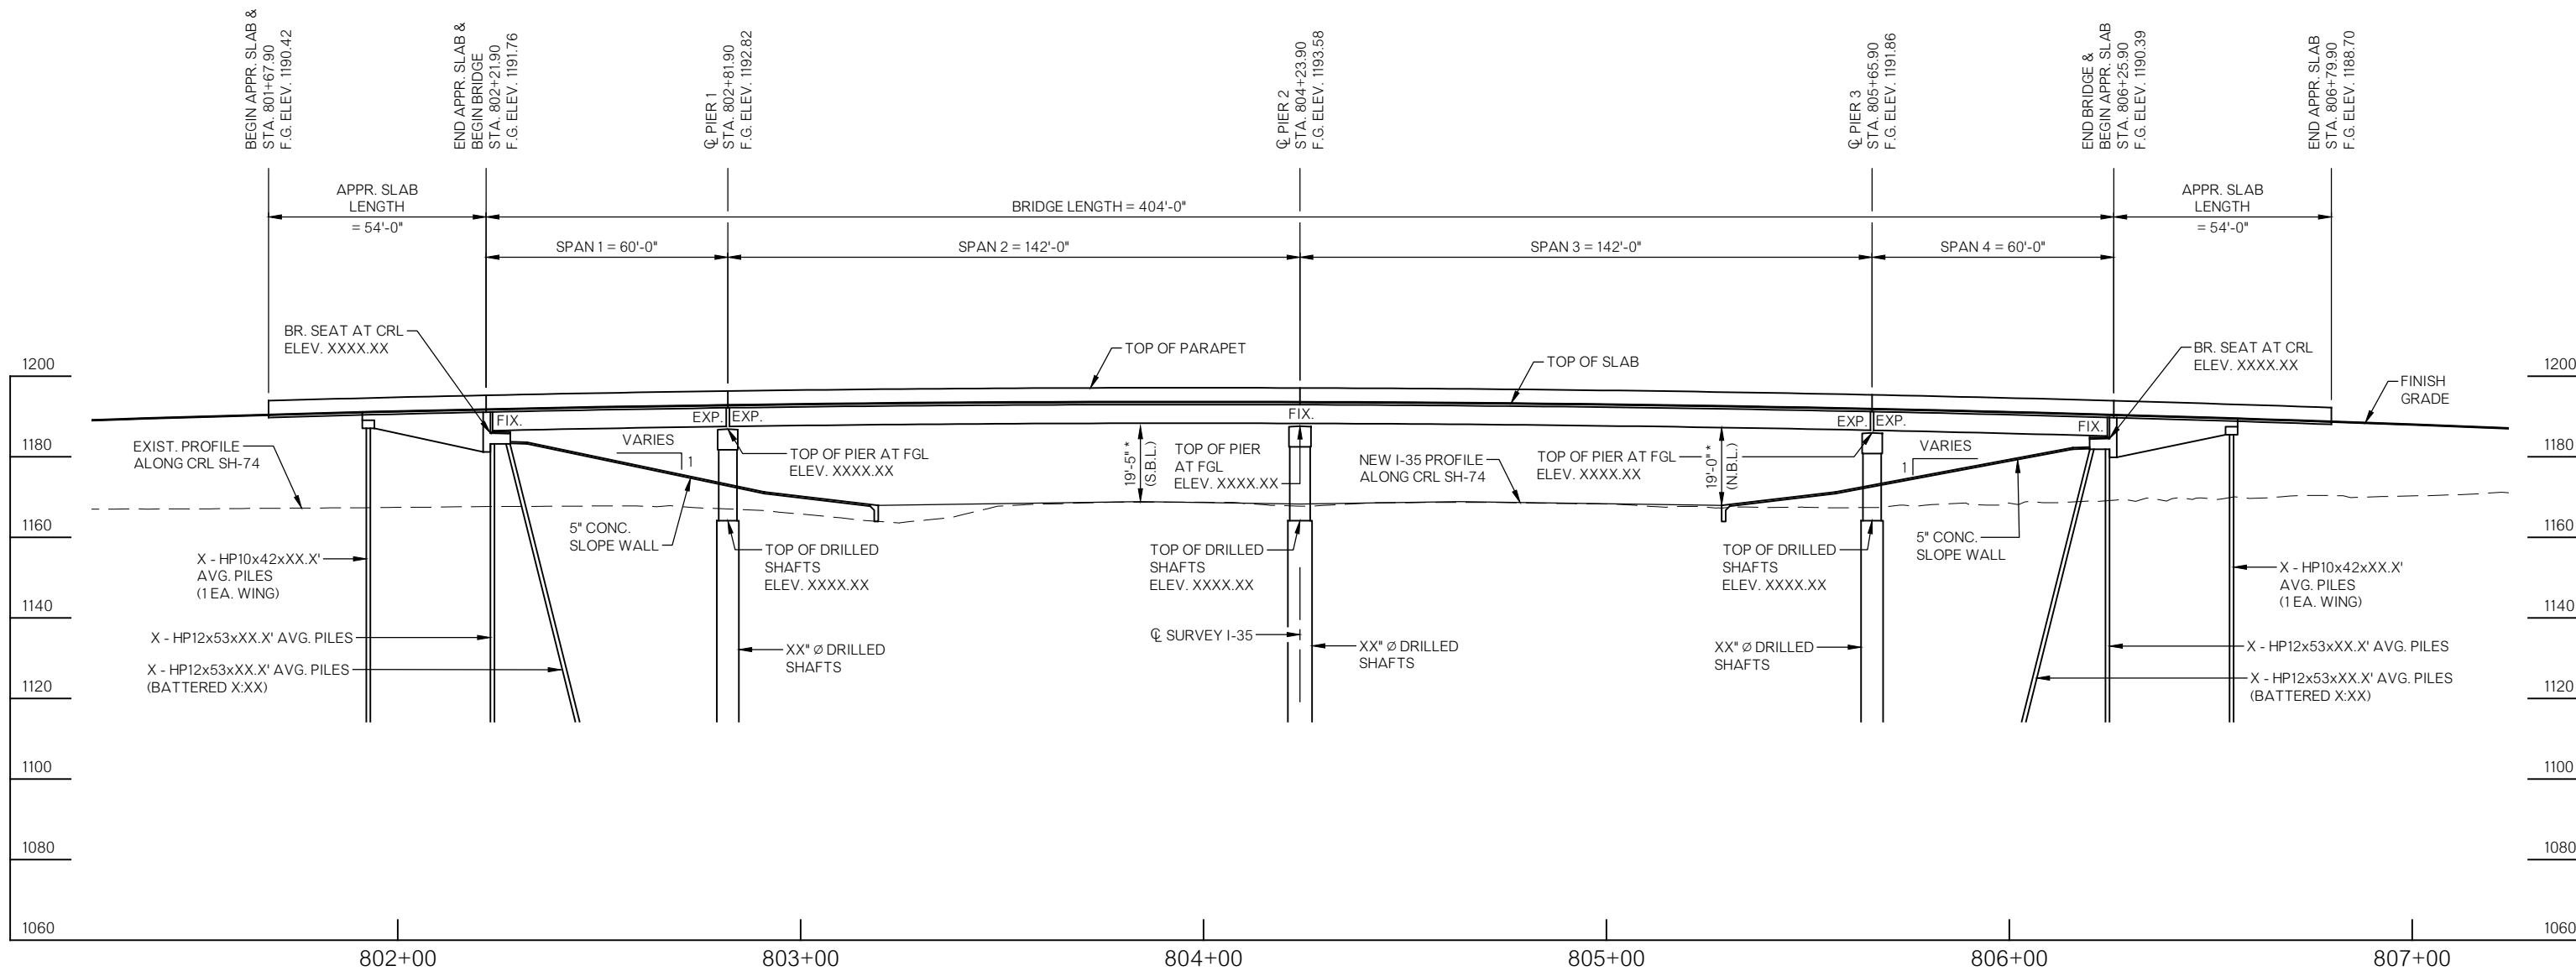 BEGIN APPR. SLAB &
STA. 801+67.90
F.G. ELEV. 1190.42
END APPR. SLAB &
BEGIN BRIDGE
STA. 802+21.90
F.G. ELEV. 1191.76
℄ PIER 1
STA. 802+81.90
F.G. ELEV. 1192.82
℄ PIER 2
STA. 804+23.90
F.G. ELEV. 1193.58
℄ PIER 3
STA. 805+65.90
F.G. ELEV. 1191.86
END BRIDGE &
BEGIN APPR. SLAB
STA. 806+25.90
F.G. ELEV. 1190.39
END APPR. SLAB
STA. 806+79.90
F.G. ELEV. 1188.70
APPR. SLAB
LENGTH
= 54'-0"
BRIDGE LENGTH = 404'-0"
APPR. SLAB
LENGTH
= 54'-0"
SPAN 1 = 60'-0"
SPAN 2 = 142'-0"
SPAN 3 = 142'-0"
SPAN 4 = 60'-0"
BR. SEAT AT CRL
ELEV. XXXX.XX
TOP OF PARAPET
TOP OF SLAB
BR. SEAT AT CRL
ELEV. XXXX.XX
FINISH
GRADE
1200
1200
FIX.
EXP.
EXP.
FIX.
EXP.
EXP.
FIX.
EXIST. PROFILE
ALONG CRL SH-74
VARIES
1
TOP OF PIER AT FGL
ELEV. XXXX.XX
19'-5" *
(S.B.L.)
TOP OF PIER
AT FGL
ELEV. XXXX.XX
NEW I-35 PROFILE
ALONG CRL SH-74
TOP OF PIER AT FGL
ELEV. XXXX.XX
19'-0" *
(N.B.L.)
VARIES
1
1180
1180
5" CONC.
SLOPE WALL
5" CONC.
SLOPE WALL
1160
1160
X - HP10x42xXX.X'
AVG. PILES
(1 EA. WING)
TOP OF DRILLED
SHAFTS
ELEV. XXXX.XX
TOP OF DRILLED
SHAFTS
ELEV. XXXX.XX
TOP OF DRILLED
SHAFTS
ELEV. XXXX.XX
X - HP10x42xXX.X'
AVG. PILES
(1 EA. WING)
1140
1140
X - HP12x53xXX.X' AVG. PILES
X - HP12x53xXX.X' AVG. PILES
(BATTERED X:XX)
XX" Ø DRILLED
SHAFTS
℄ SURVEY I-35
XX" Ø DRILLED
SHAFTS
XX" Ø DRILLED
SHAFTS
X - HP12x53xXX.X' AVG. PILES
X - HP12x53xXX.X' AVG. PILES
(BATTERED X:XX)
1120
1120
1100
1100
1080
1080
1060
1060
802+00
803+00
804+00
805+00
806+00
807+00